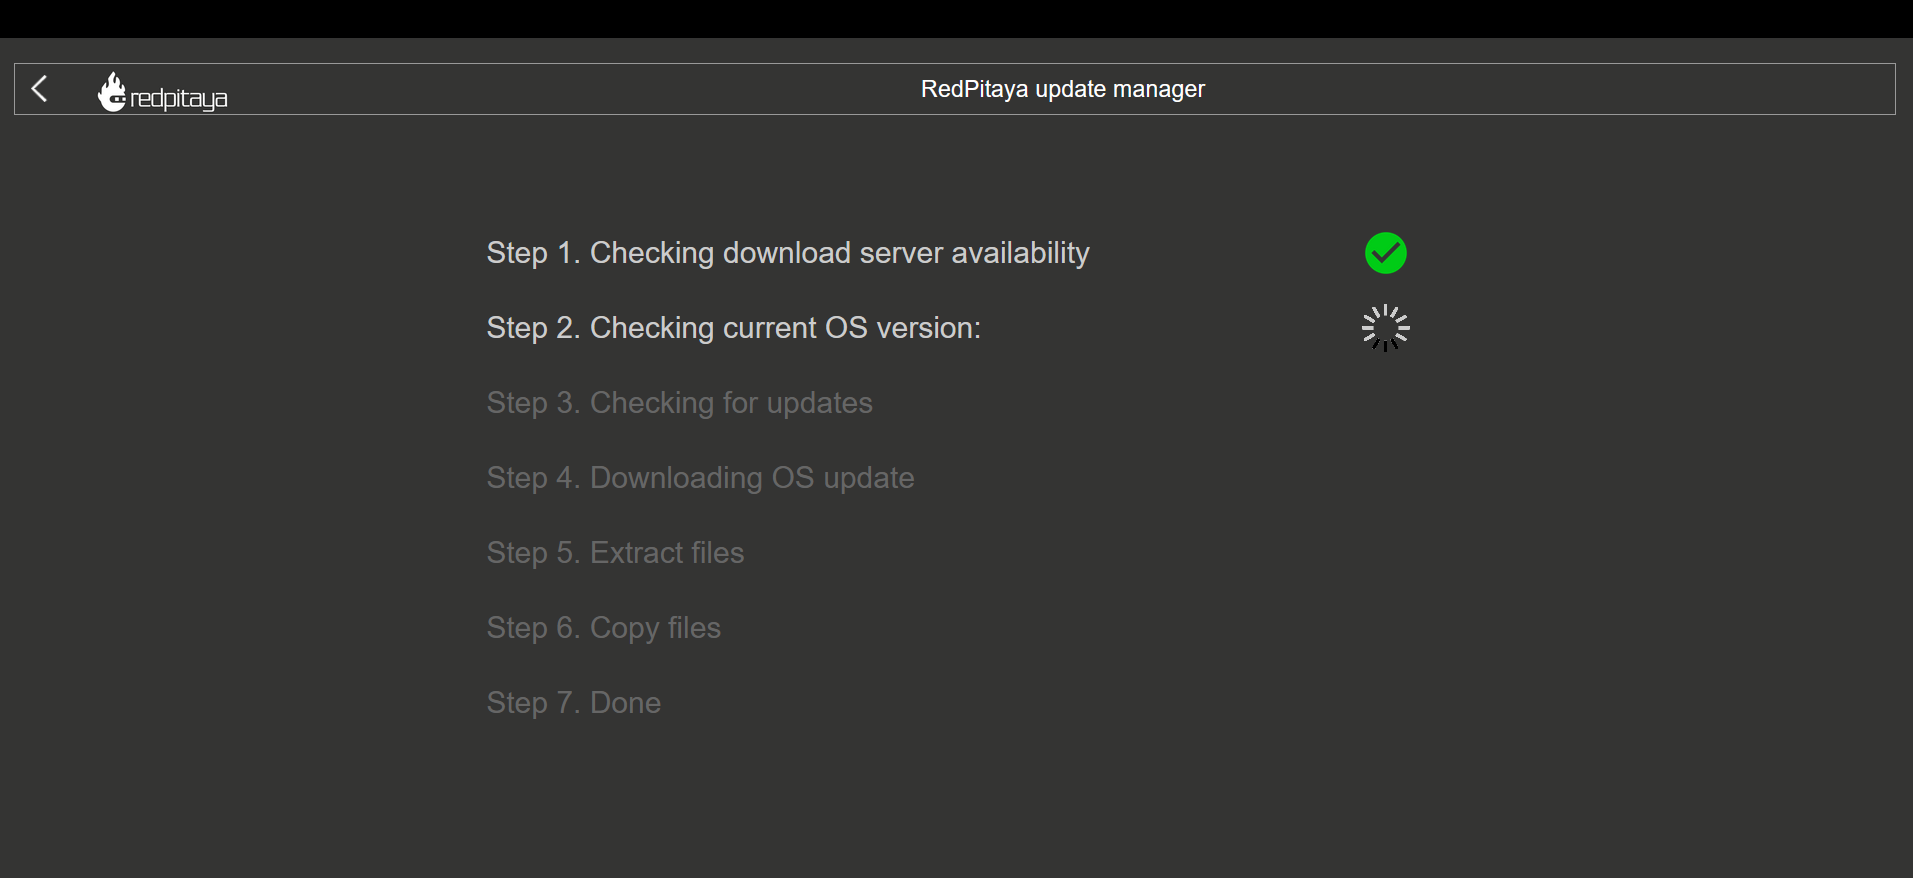 redpitaya
RedPitaya update manager
Step 1. Checking download server availability
Step 2. Checking current OS version:
Step 3. Checking for updates
Step 4. Downloading OS update
Step 5. Extract files
Step 6. Copy files
Step 7. Done